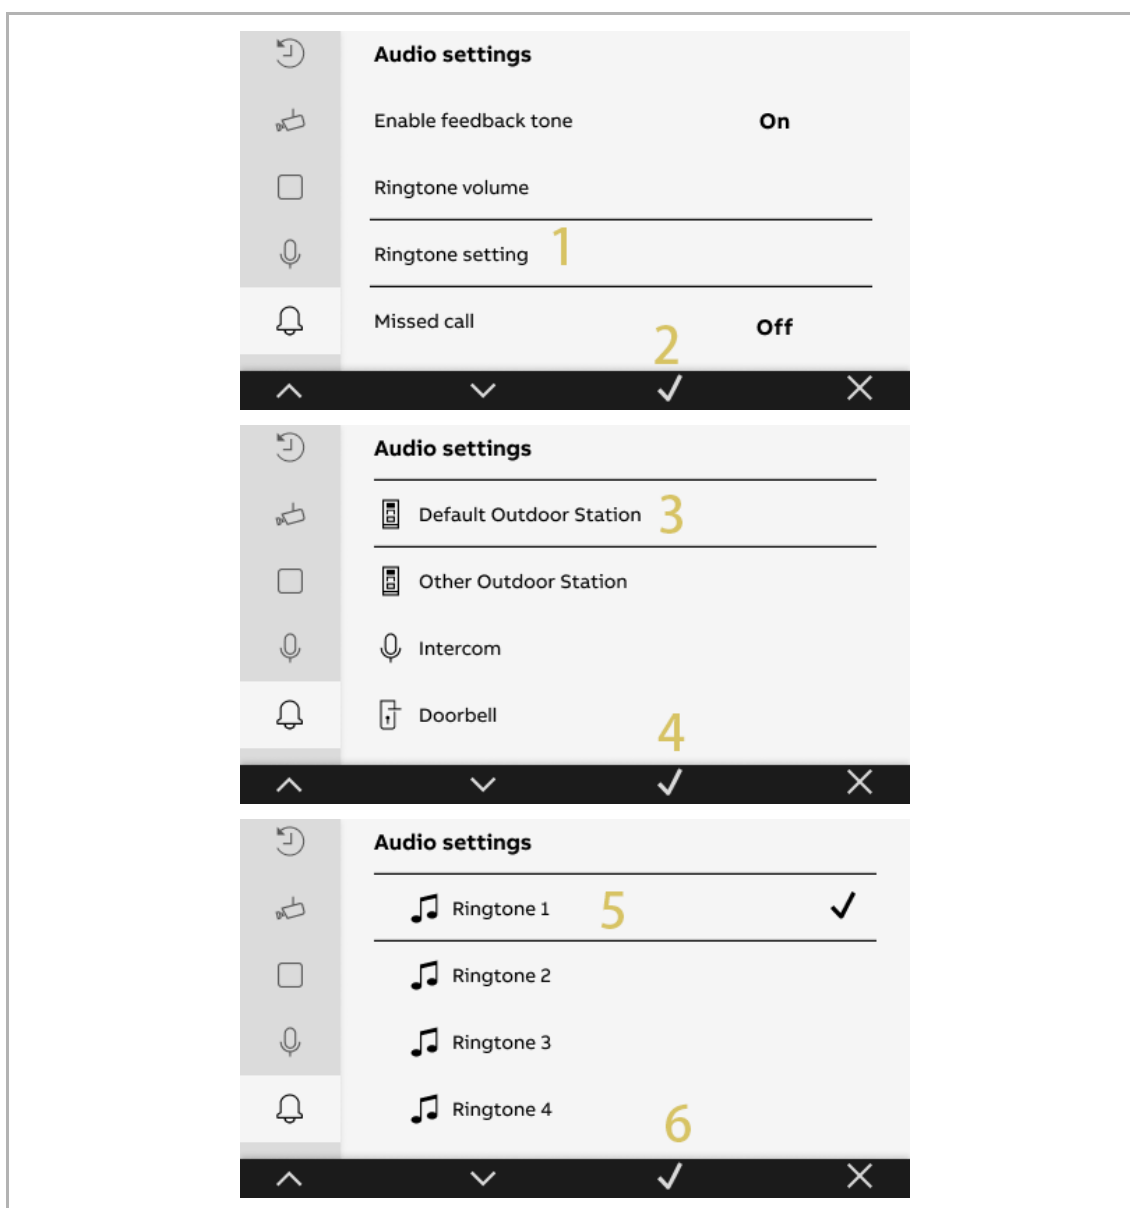 Audio settings
Enable feedback tone On
Ringtone volume
Ringtone setting 1
Missed call Off
2
Audio settings
Default Outdoor Station 3
Other Outdoor Station
Intercom
Doorbell
4
Audio settings
Ringtone 1 5
Ringtone 2
Ringtone 3
Ringtone 4
6